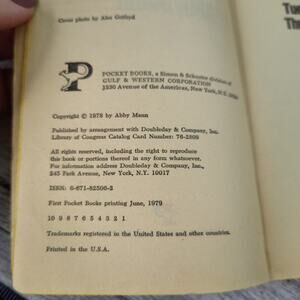 Cover photo by Alex Gotfryd
P
POCKET BOOKS, a Simon & Schuster division of
GULF & WESTERN CORPORATION
1230 Avenue of the Americas, New York, N.Y.
Copyright © 1978 by Abby Mann
Published by arrangement with Doubleday & Company, Inc.
Library of Congress Catalog Card Number: 76-2805
All rights reserved, including the right to reproduce
this book or portions thereof in any form whatsoever.
For information address Doubleday & Company, Inc.,
245 Park Avenue, New York, N.Y. 10017
ISBN: 0-671-82506-2
First Pocket Books printing June, 1979
10 9 8 7 6 5 4 3 2 1
Trademarks registered in the United States and other countries.
Printed in the U.S.A.